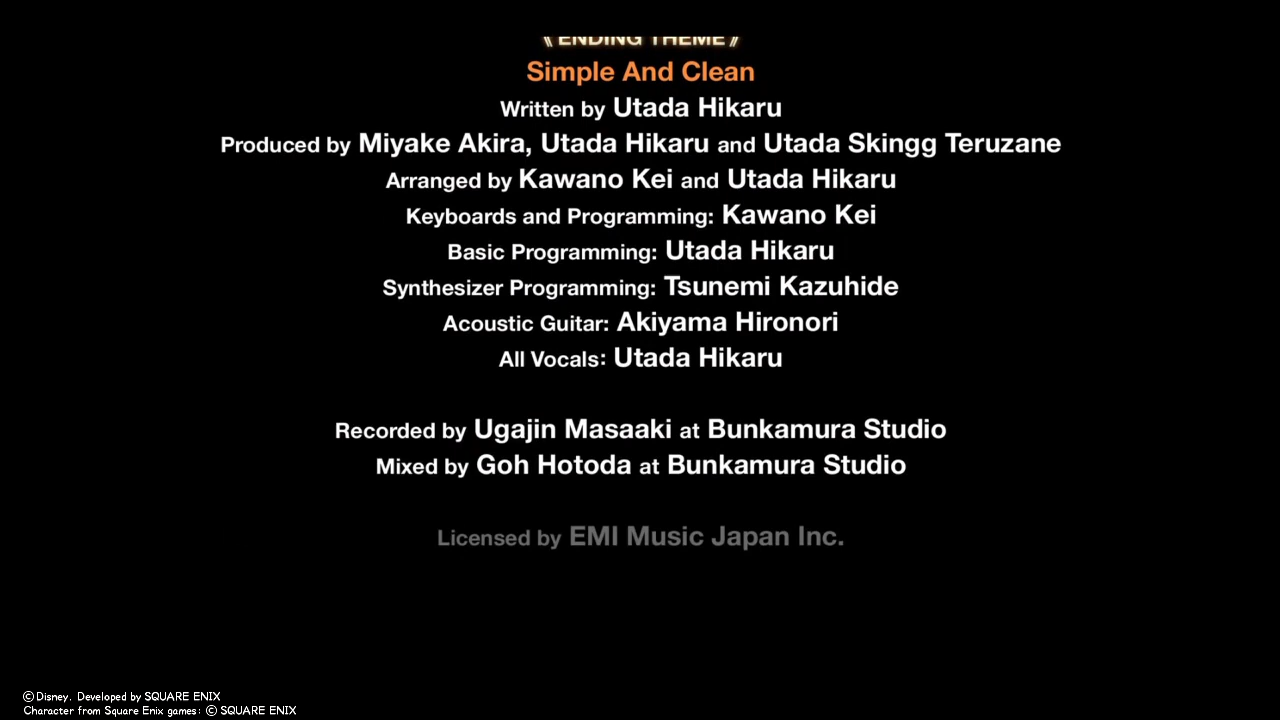 《 ENDING THEME 》
Simple And Clean
Written by Utada Hikaru
Produced by Miyake Akira, Utada Hikaru and Utada Skingg Teruzane
Arranged by Kawano Kei and Utada Hikaru
Keyboards and Programming: Kawano Kei
Basic Programming: Utada Hikaru
Synthesizer Programming: Tsunemi Kazuhide
Acoustic Guitar: Akiyama Hironori
All Vocals: Utada Hikaru
Recorded by Ugajin Masaaki at Bunkamura Studio
Mixed by Goh Hotoda at Bunkamura Studio
Licensed by EMI Music Japan Inc.
©Disney. Developed by SQUARE ENIX
Character from Square Enix games: © SQUARE ENIX